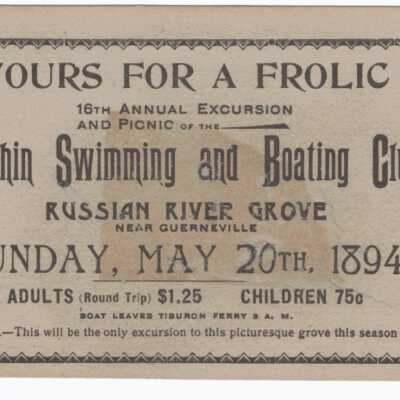 YOURS FOR A FROLIC
16TH ANNUAL EXCURSION
AND PICNIC OF THE
hin Swimming and Boating Clu
RUSSIAN RIVER GROVE
NEAR GUERNEVILLE
UNDAY, MAY 20TH, 1894
ADULTS (Round Trip) $1.25 CHILDREN 75c
BOAT LEAVES TIBURON FERRY 8 A. M.
.—This will be the only excursion to this picturesque grove this season